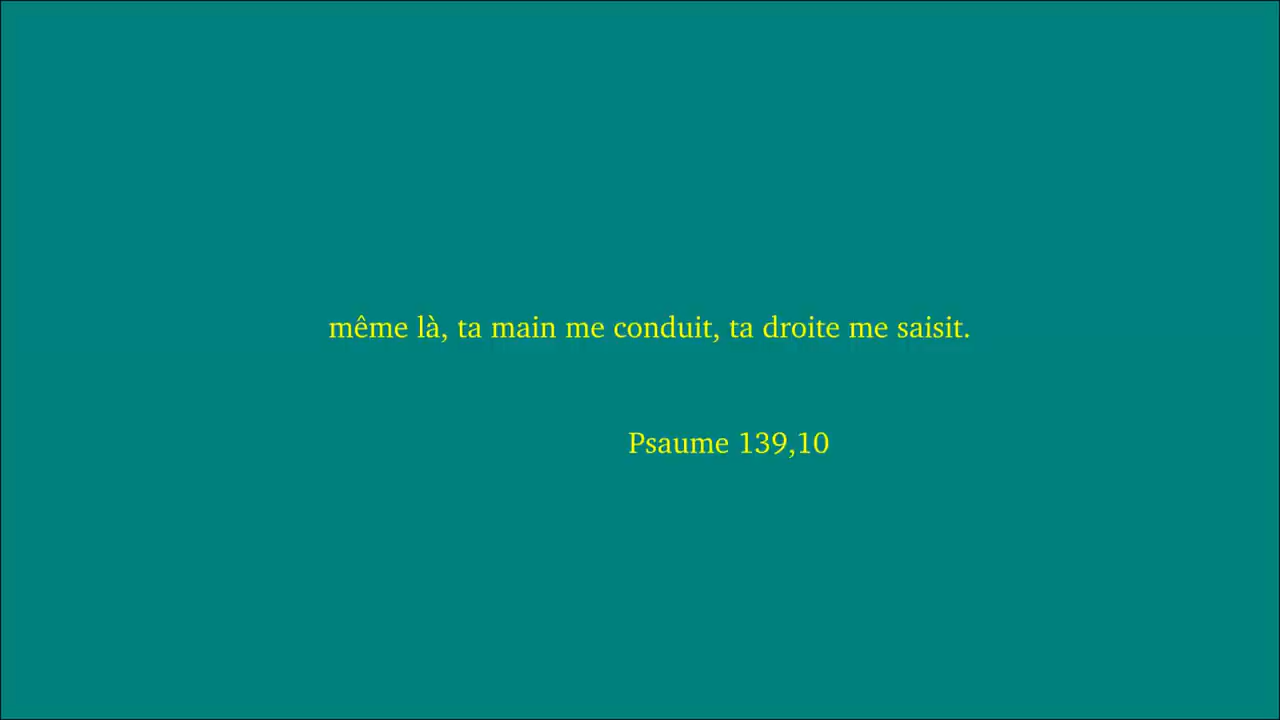 même là, ta main me conduit, ta droite me saisit.
Psaume 139,10